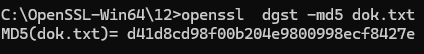 C:\OpenSSL-Win64\12>openssl  dgst -md5 dok.txt
MD5(dok.txt)= d41d8cd98f00b204e9800998ecf8427e